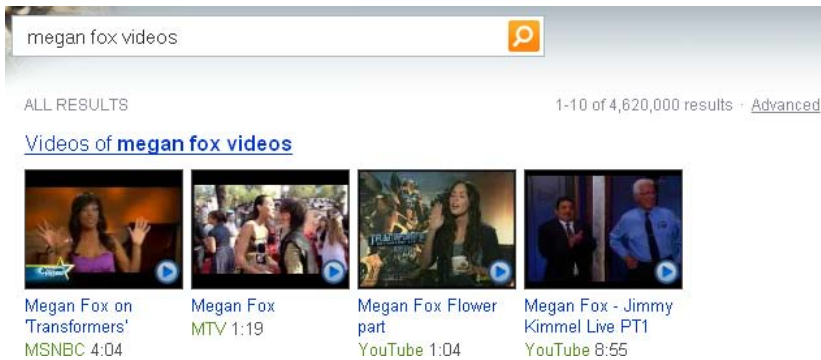 megan fox videos
ALL RESULTS
1-10 of 4,620,000 results · Advanced
Videos of megan fox videos
TRANSFORMERS
Megan Fox on
'Transformers'
MSNBC 4:04
Megan Fox
MTV 1:19
Megan Fox Flower
part
YouTube 1:04
Megan Fox - Jimmy
Kimmel Live PT1
YouTube 8:55